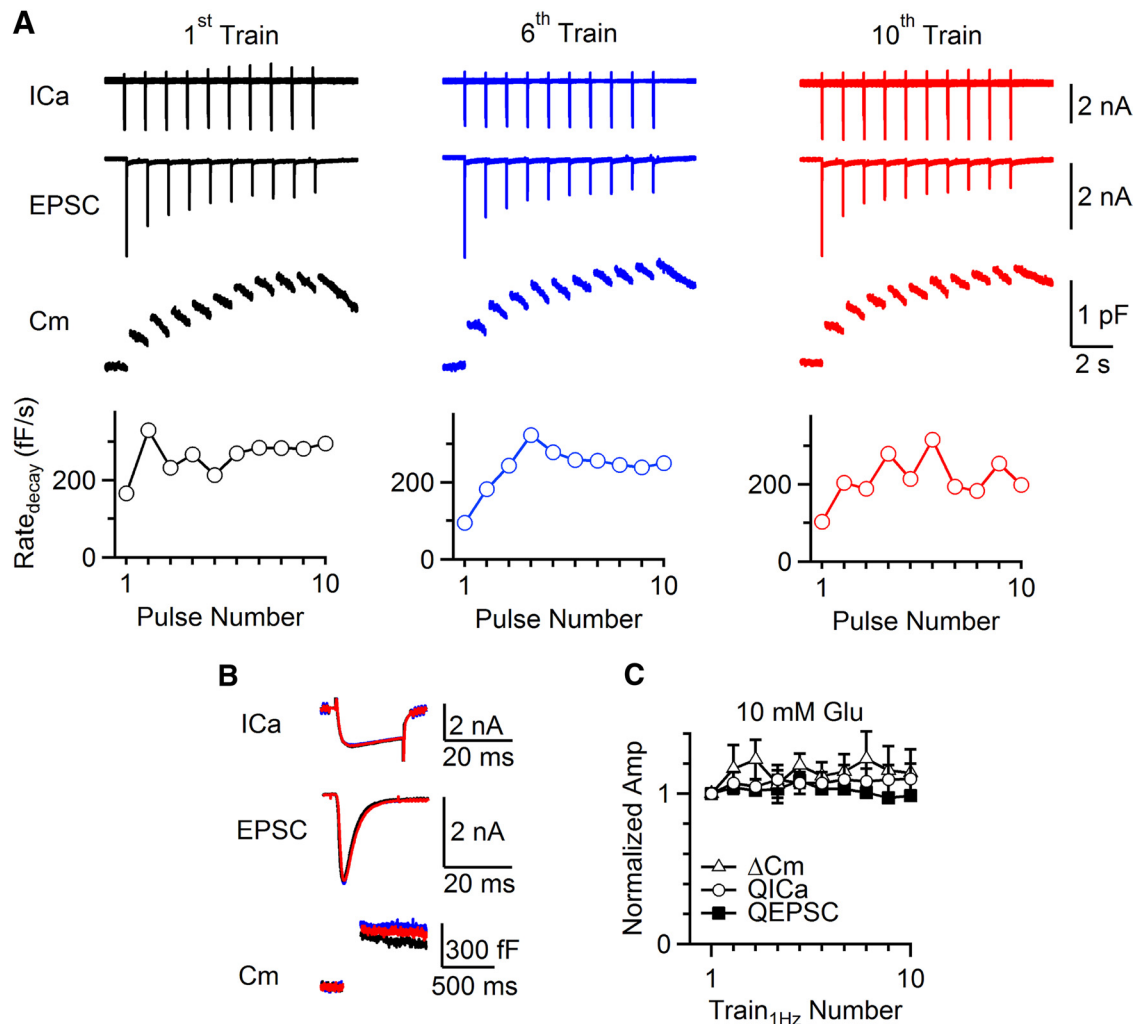 A
1st Train
6th Train
10th Train
ICa
2 nA
EPSC
2 nA
Cm
1 pF
2 s
Ratedecay (fF/s)
200
0
1
10
Pulse Number
200
0
1
10
Pulse Number
200
0
1
10
Pulse Number
B
ICa
2 nA
20 ms
EPSC
2 nA
20 ms
Cm
300 fF
500 ms
C
10 mM Glu
Normalized Amp
1
0
ΔCm
QICa
QEPSC
1
10
Train1Hz Number